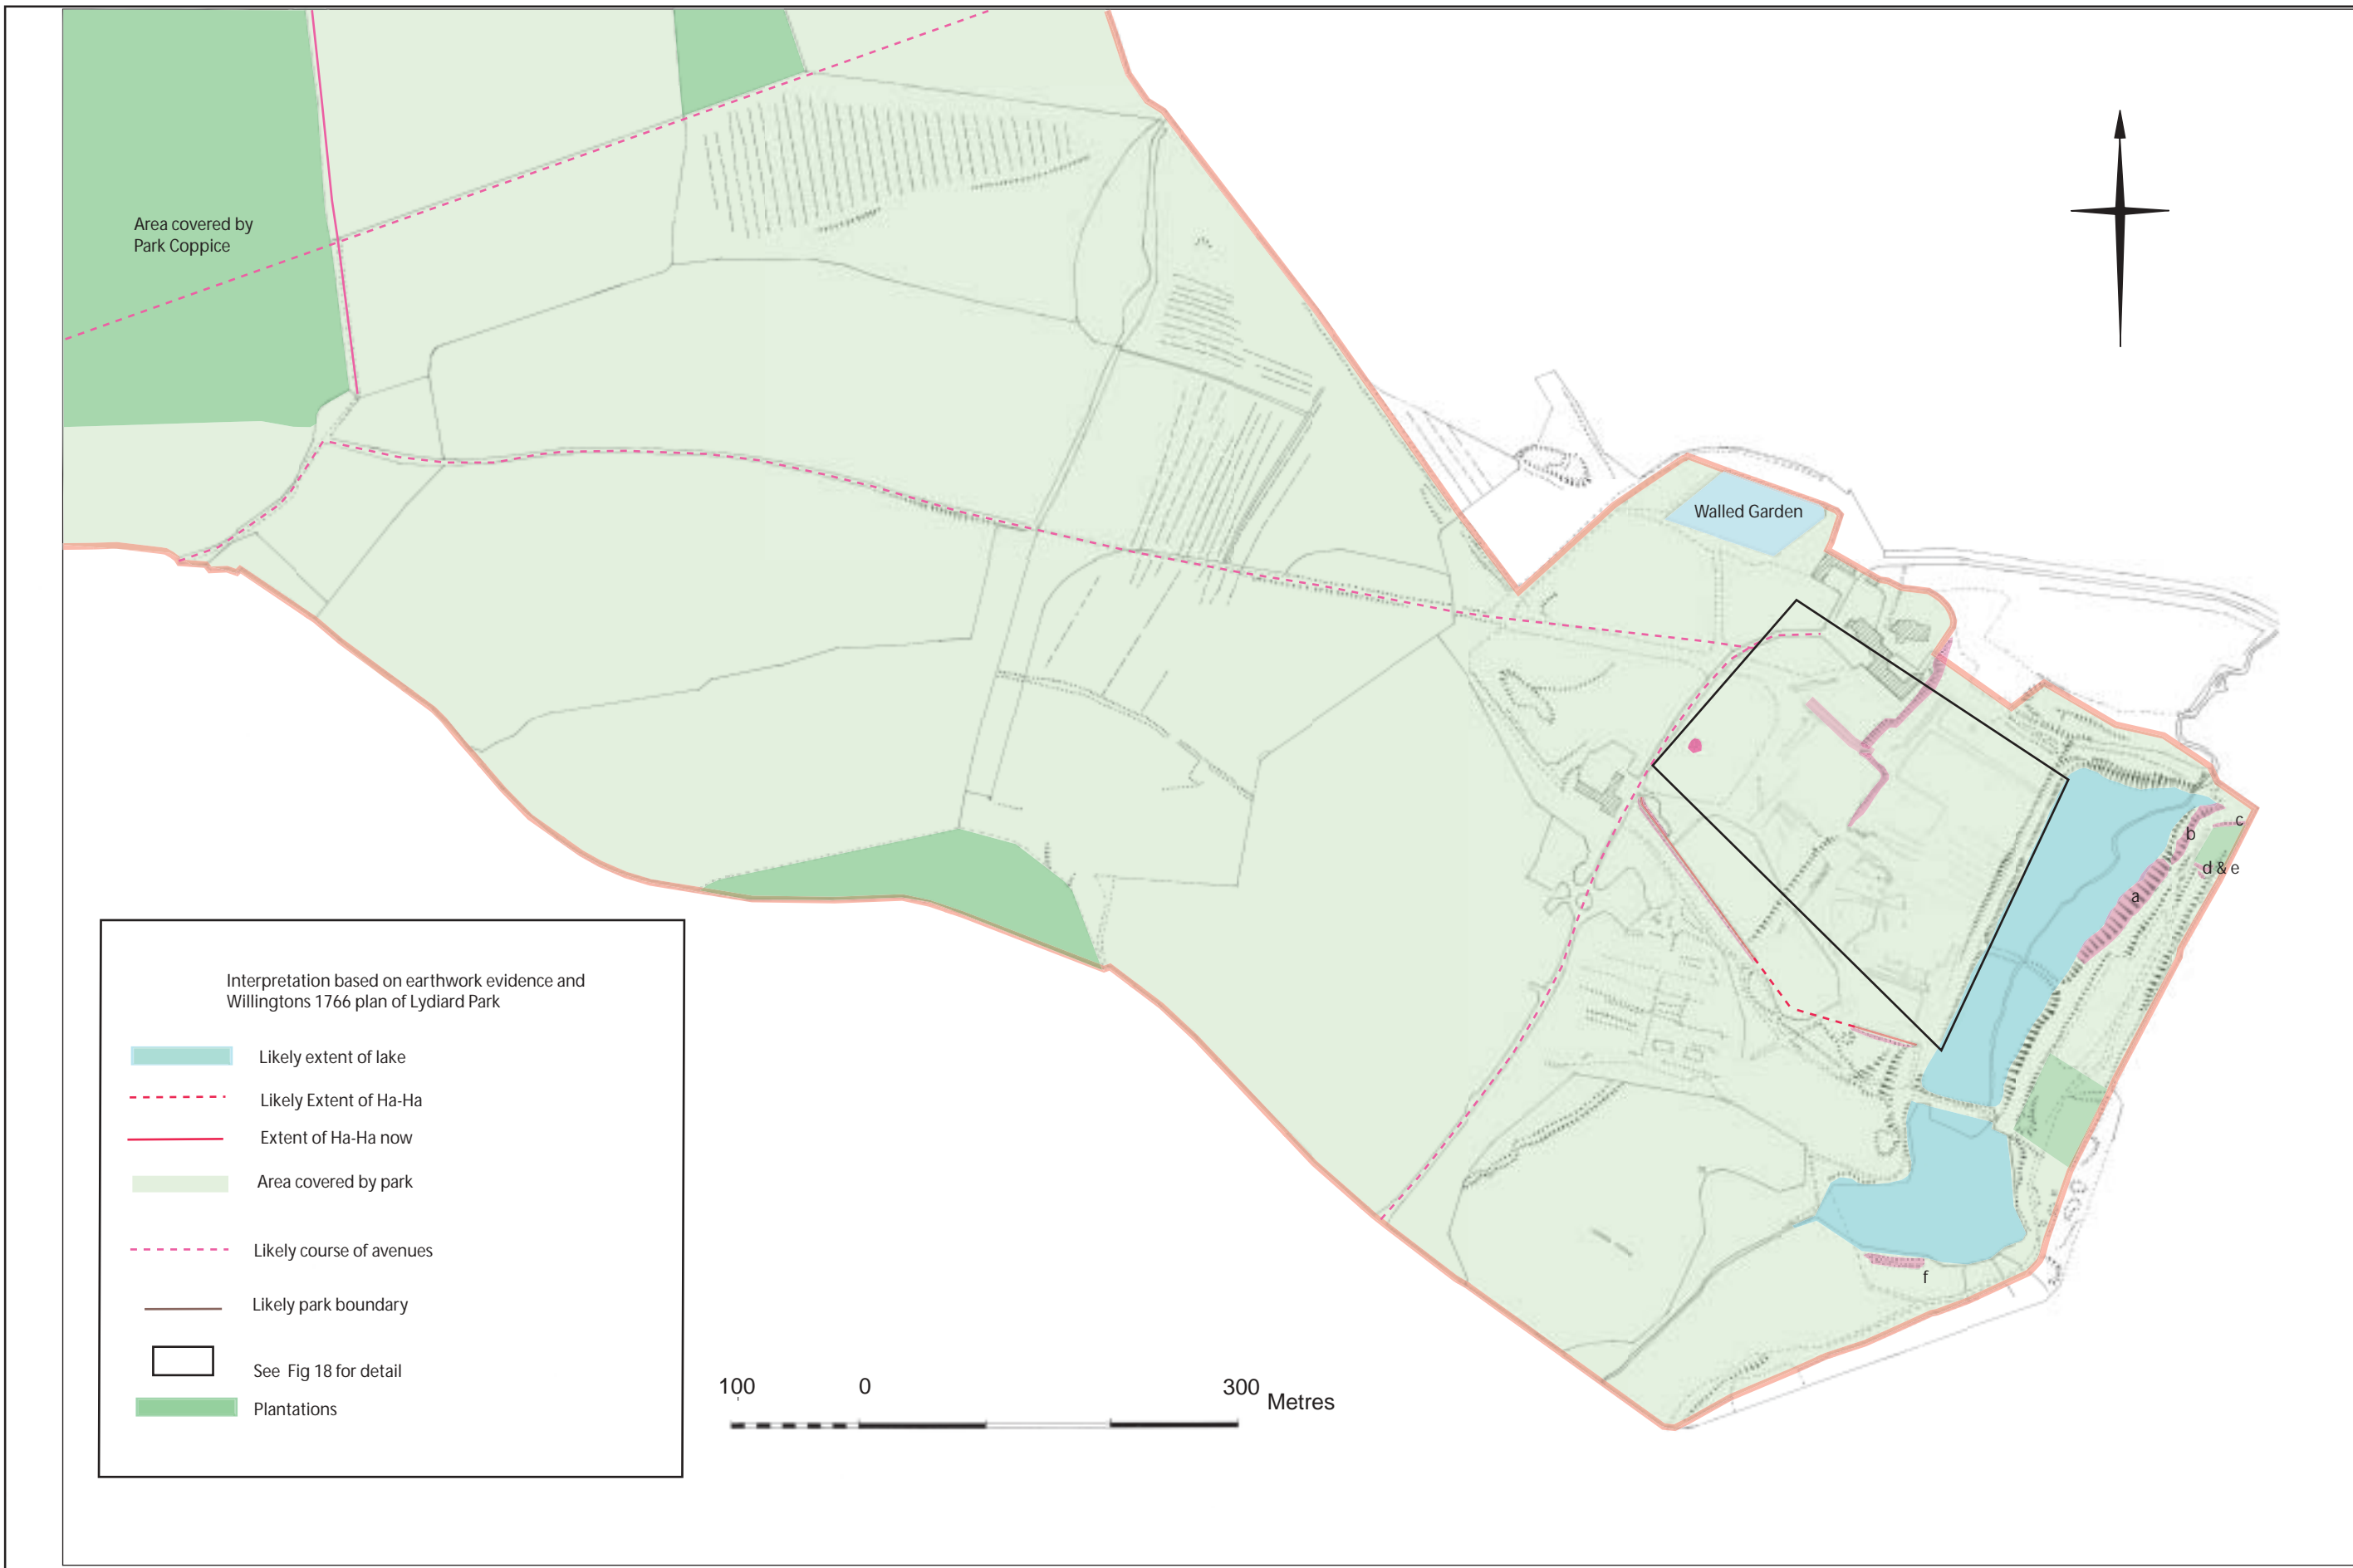 Area covered by
Park Coppice
Walled Garden
b
c
d & e
a
f
Interpretation based on earthwork evidence and
Willingtons 1766 plan of Lydiard Park
Likely extent of lake
Likely Extent of Ha-Ha
Extent of Ha-Ha now
Area covered by park
Likely course of avenues
Likely park boundary
See Fig 18 for detail
Plantations
100 0 300 Metres